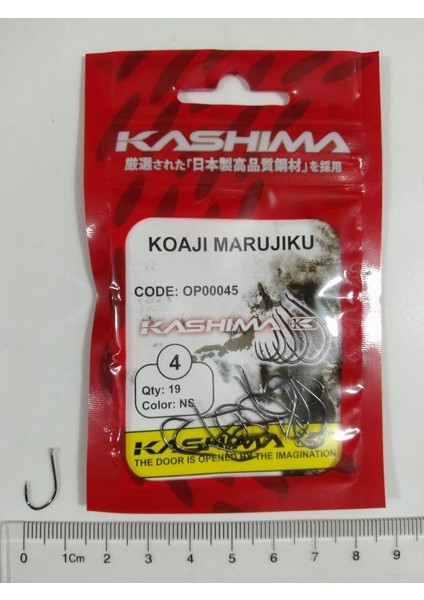 KASHIMA
厳選された「日本製高品質鋼材」を採用
KOAJI MARUJIKU
CODE: OP00045
KASHIMA K
4
Qty: 19
Color: NS
KASHIMA
THE DOOR IS OPENED BY THE IMAGINATION
0 1Cm 2 3 4 5 6 7 8 9